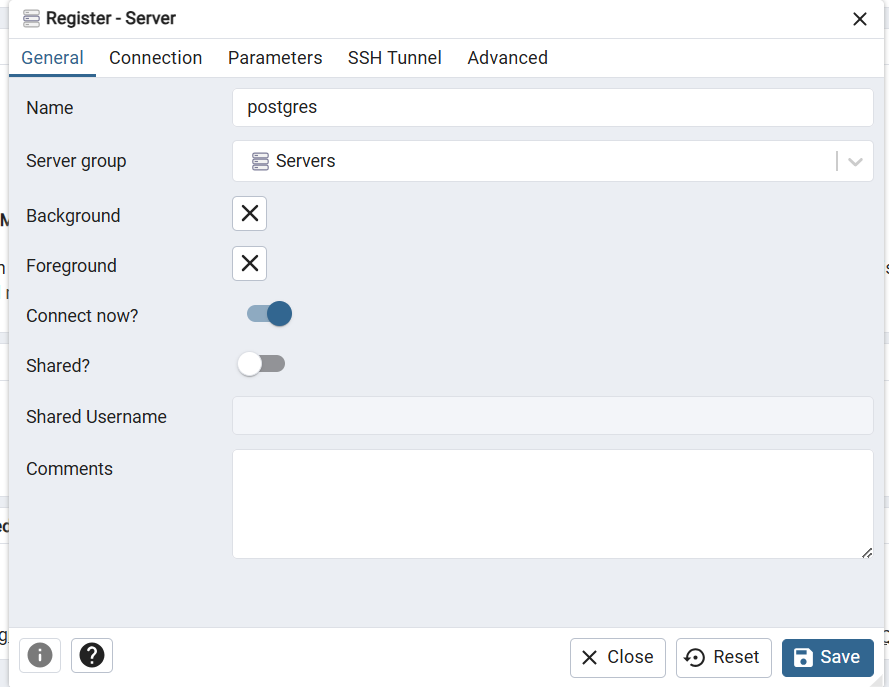 Register - Server
General Connection Parameters SSH Tunnel Advanced
Name postgres
Server group Servers
Background
Foreground
Connect now?
Shared?
Shared Username
Comments
Close Reset Save